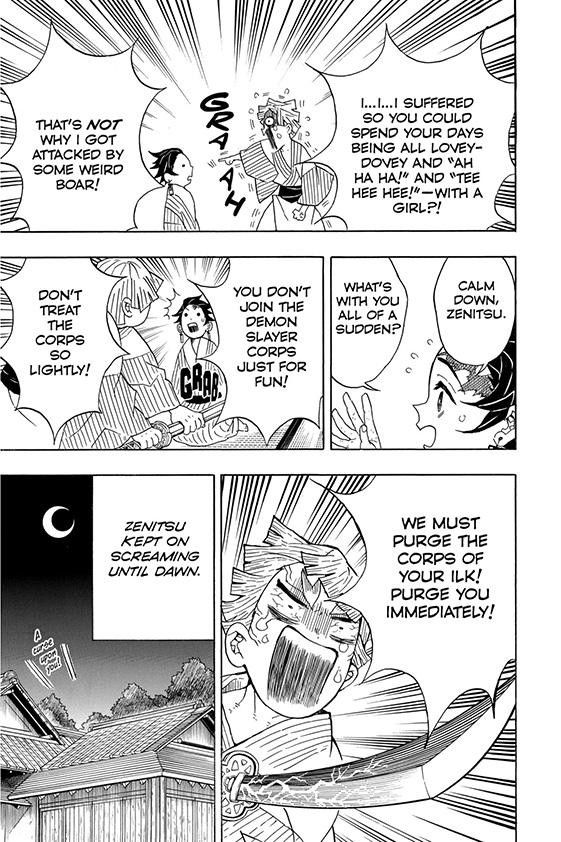 I...I...I SUFFERED
SO YOU COULD
SPEND YOUR DAYS
BEING ALL LOVEY-
DOVEY AND "AH
HA HA!" AND "TEE
HEE HEE!"—WITH A
GIRL?!
GRAAAH
THAT'S NOT
WHY I GOT
ATTACKED BY
SOME WEIRD
BOAR!
CALM
DOWN,
ZENITSU.
WHAT'S
WITH YOU
ALL OF A
SUDDEN?
YOU DON'T
JOIN THE
DEMON
SLAYER
CORPS
JUST FOR
FUN!
GRAB
DON'T
TREAT
THE
CORPS
SO
LIGHTLY!
WE MUST
PURGE THE
CORPS OF
YOUR ILK!
PURGE YOU
IMMEDIATELY!
ZENITSU
KEPT ON
SCREAMING
UNTIL DAWN.
A
curse
upon
you!